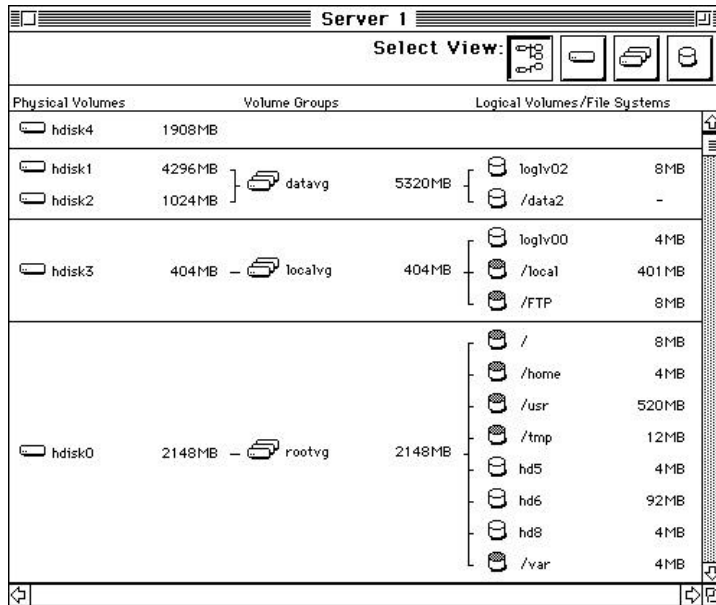 Server 1
Select View:
Physical Volumes Volume Groups Logical Volumes/File Systems
hdisk4 1908MB
hdisk1 4296MB datavg 5320MB loglv02 8MB
hdisk2 1024MB /data2 -
loglv00 4MB
hdisk3 404MB localvg 404MB /local 401MB
/FTP 8MB
/ 8MB
/home 4MB
/usr 520MB
/tmp 12MB
hdisk0 2148MB rootvg 2148MB hd5 4MB
hd6 92MB
hd8 4MB
/var 4MB